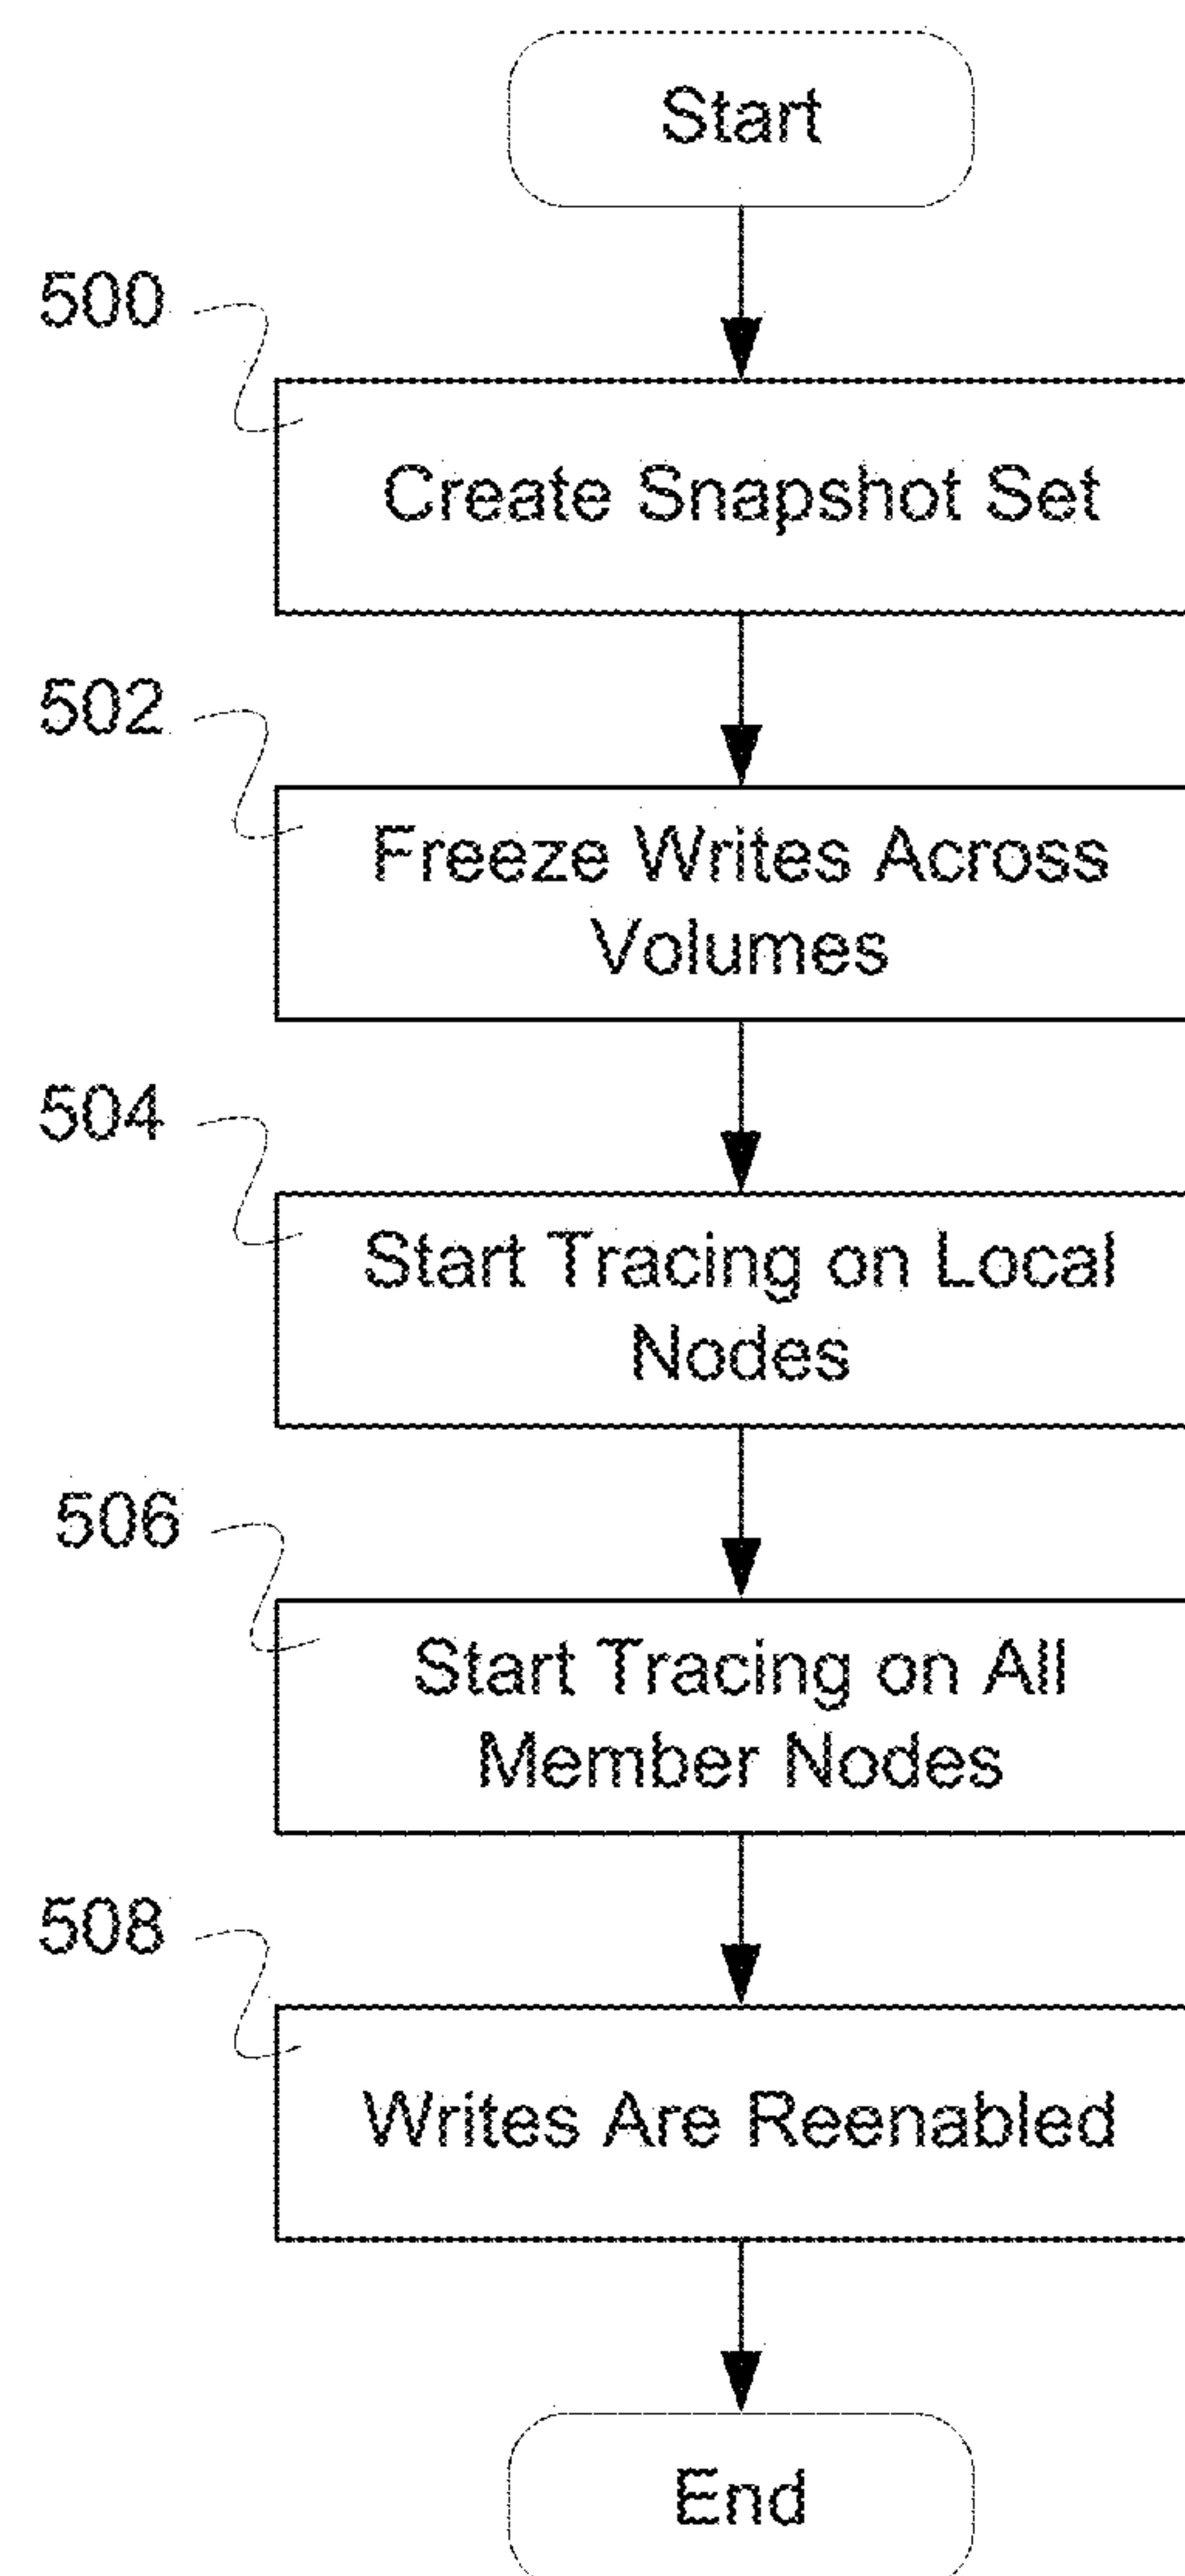 Start
500
Create Snapshot Set
502
Freeze Writes Across
Volumes
504
Start Tracing on Local
Nodes
506
Start Tracing on All
Member Nodes
508
Writes Are Reenabled
End